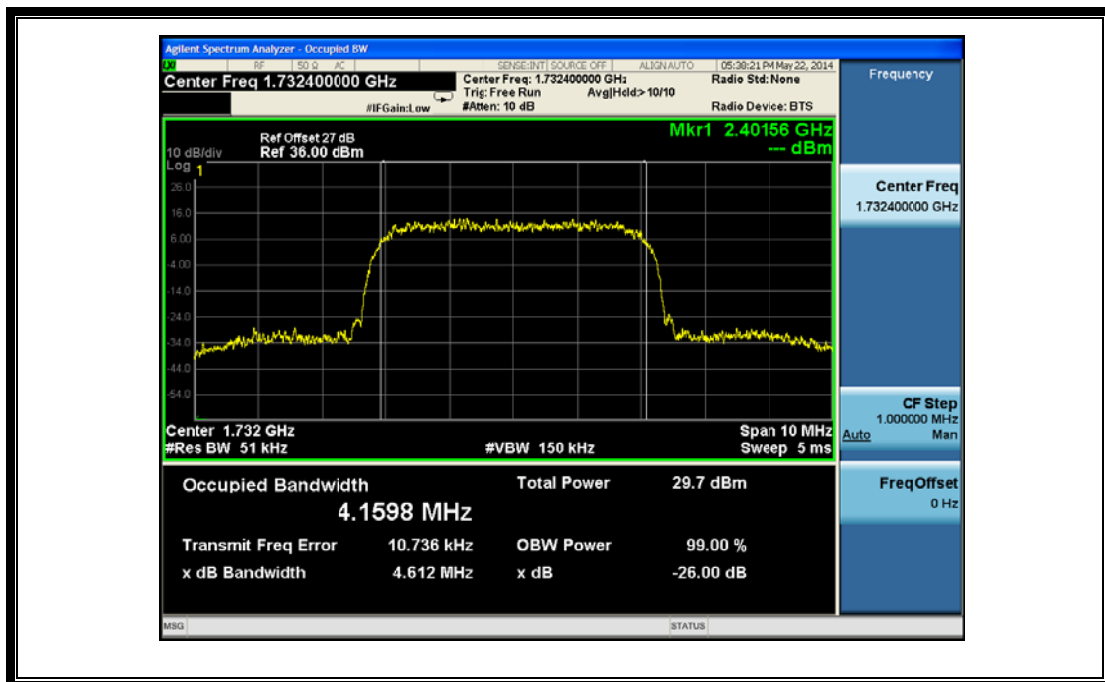 Agilent Spectrum Analyzer - Occupied BW
LXI RF 50 Ω AC SENSE:INT SOURCE OFF ALIGN AUTO 05:38:21 PM May 22, 2014
Center Freq 1.732400000 GHz
Center Freq: 1.732400000 GHz
Radio Std: None
Trig: Free Run Avg|Hold:> 10/10
#IFGain:Low #Atten: 10 dB Radio Device: BTS
Ref Offset 27 dB
10 dB/div Ref 36.00 dBm
Mkr1 2.40156 GHz
--- dBm
Log
1
26.0
16.0
6.00
-4.00
-14.0
-24.0
-34.0
-44.0
-54.0
Center 1.732 GHz Span 10 MHz
#Res BW 51 kHz #VBW 150 kHz Sweep 5 ms
Occupied Bandwidth Total Power 29.7 dBm
4.1598 MHz
Transmit Freq Error 10.736 kHz OBW Power 99.00 %
x dB Bandwidth 4.612 MHz x dB -26.00 dB
Frequency
Center Freq
1.732400000 GHz
CF Step
1.000000 MHz
Auto Man
Freq Offset
0 Hz
MSG STATUS